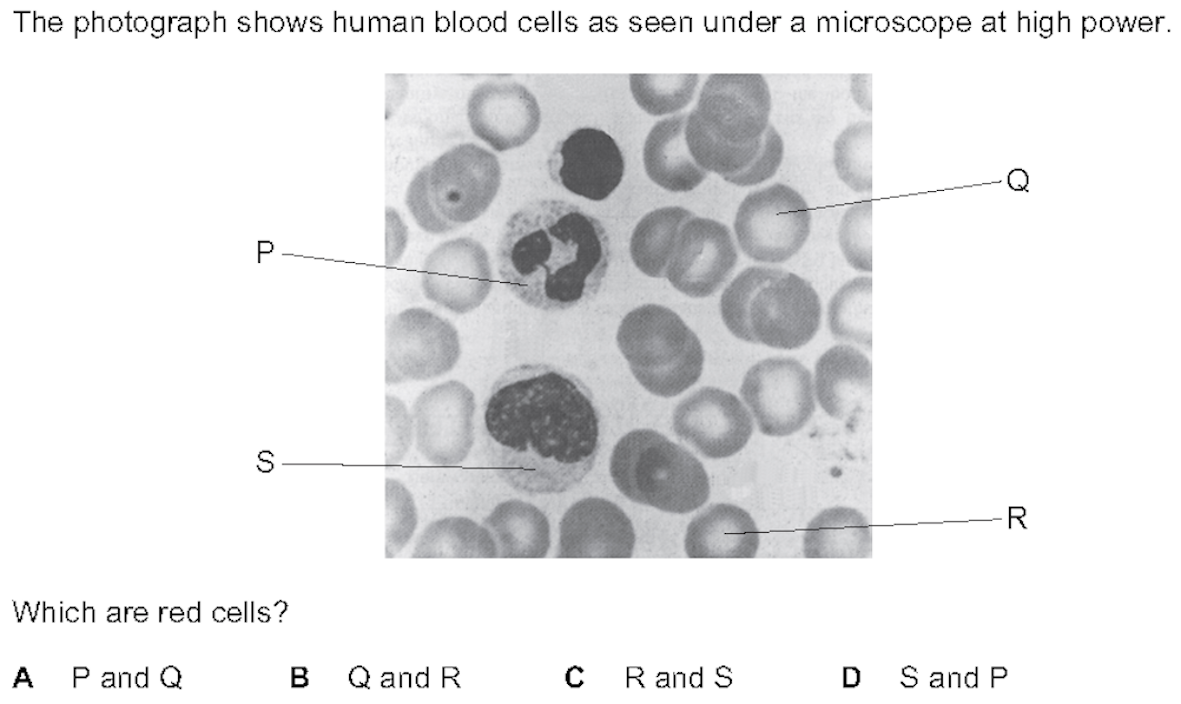 The photograph shows human blood cells as seen under a microscope at high power.
Q
P
S
R
Which are red cells?
A P and Q B Q and R C R and S D S and P